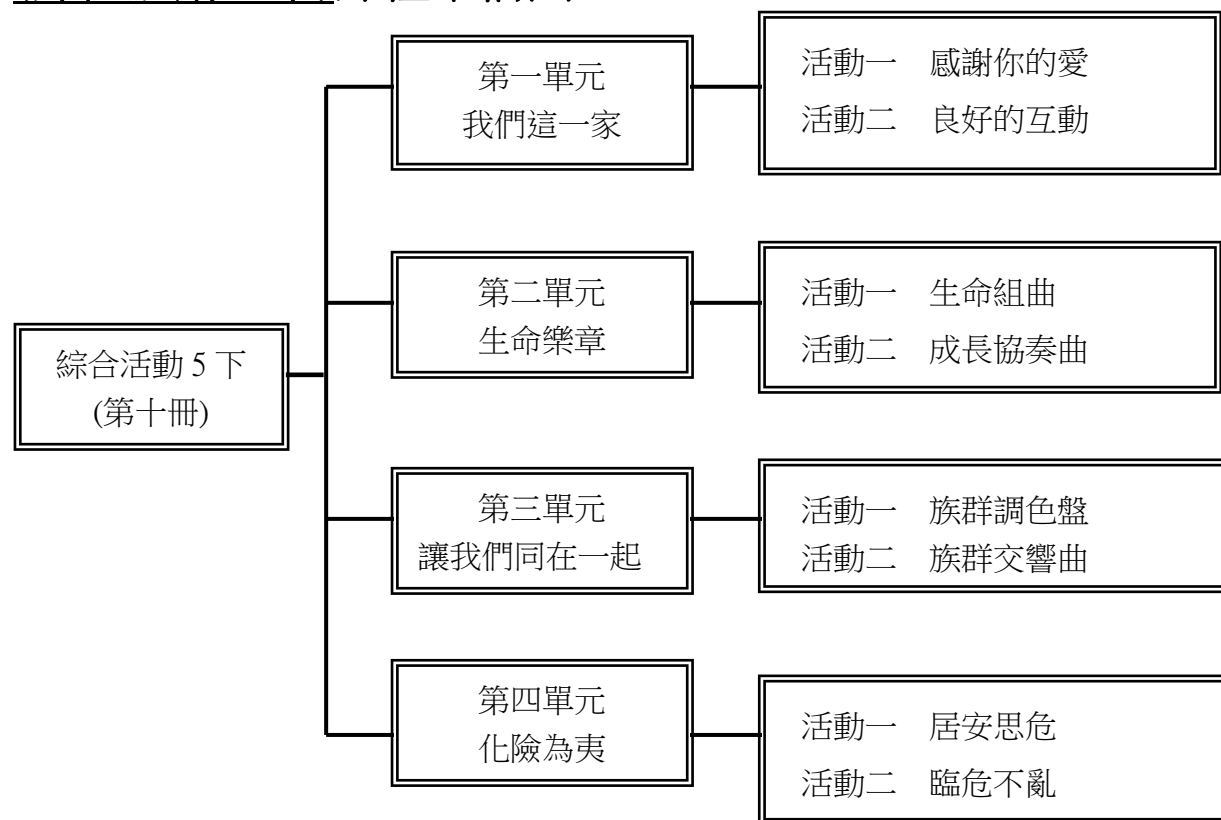 綜合活動 5 下
(第十冊)
第一單元
我們這一家
活動一　感謝你的愛
活動二　良好的互動
第二單元
生命樂章
活動一　生命組曲
活動二　成長協奏曲
第三單元
讓我們同在一起
活動一　族群調色盤
活動二　族群交響曲
第四單元
化險為夷
活動一　居安思危
活動二　臨危不亂